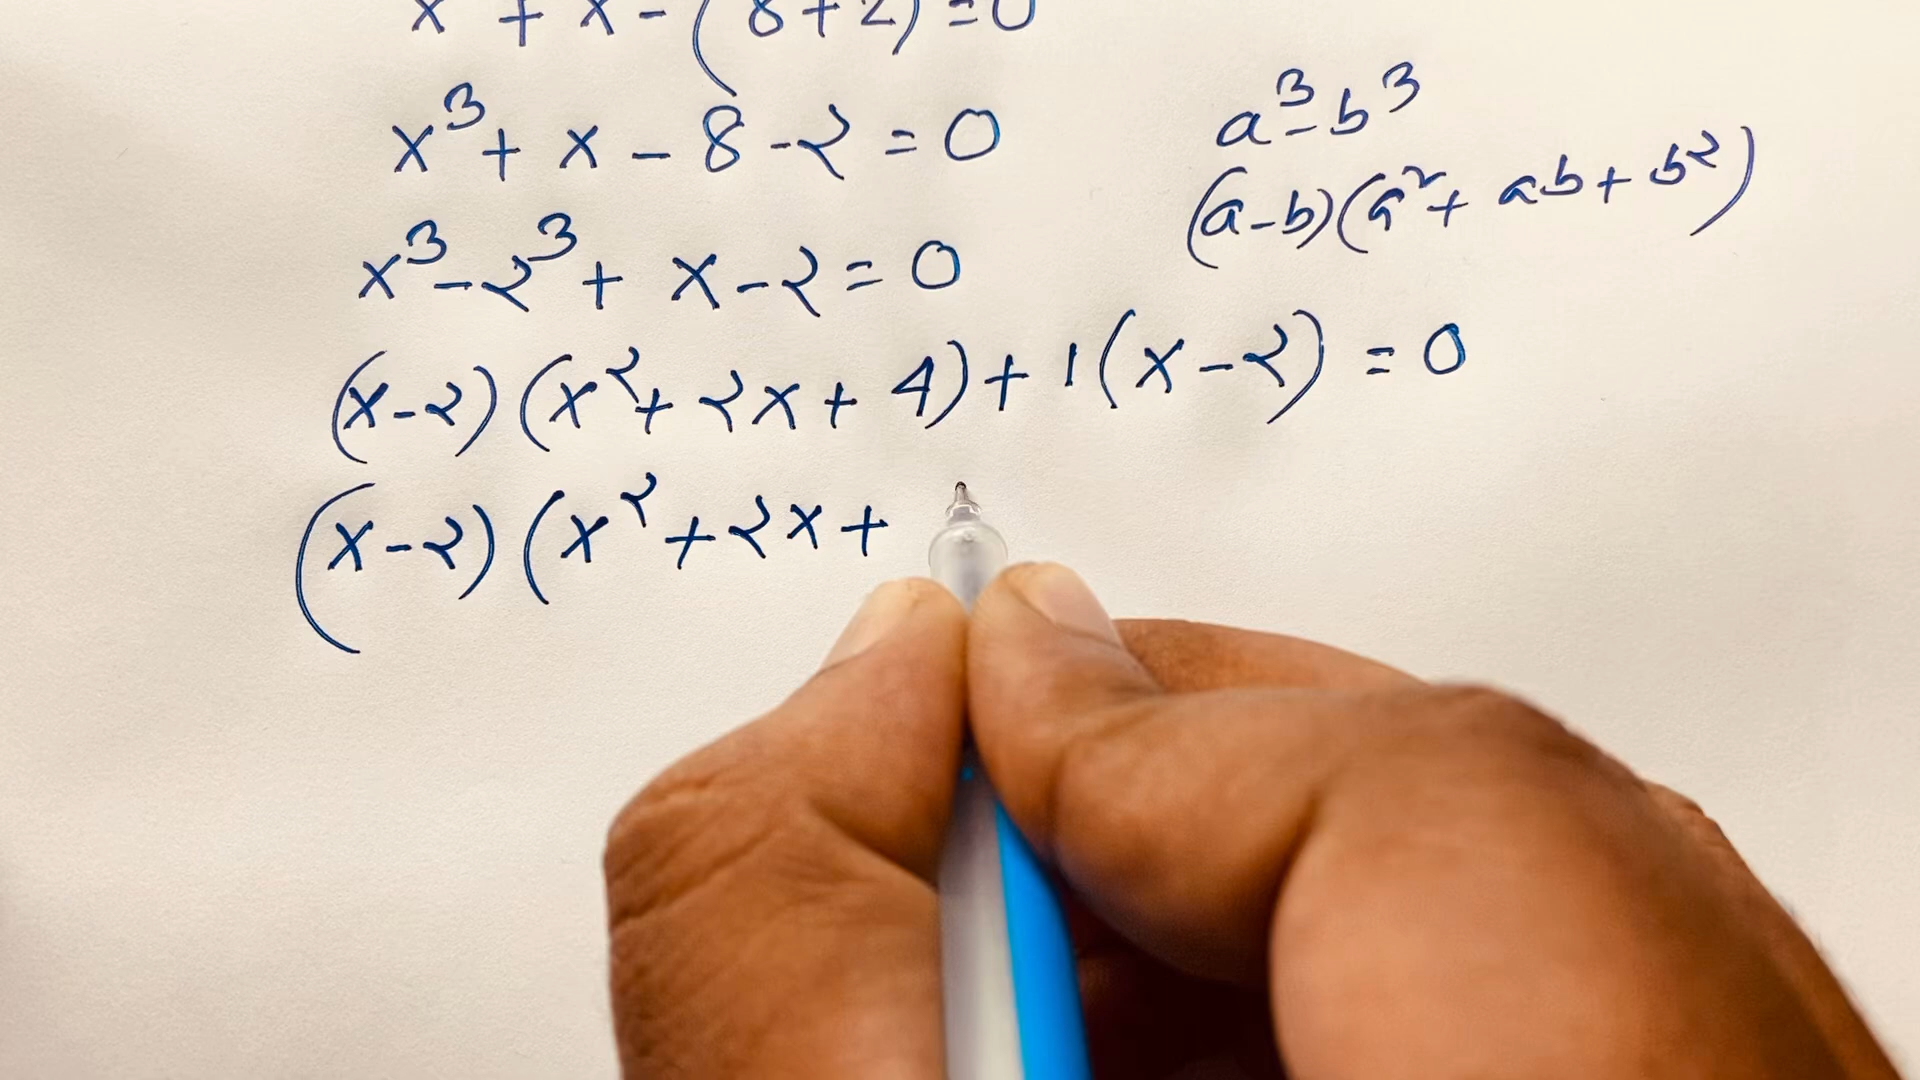 x + x - (8+2) = 0
x³ + x - 8 - 2 = 0
x³ - 2³ + x - 2 = 0
(x-2)(x² + 2x + 4) + 1(x-2) = 0
(x-2)(x² + 2x +
a³-b³
(a-b)(a²+ ab + b²)